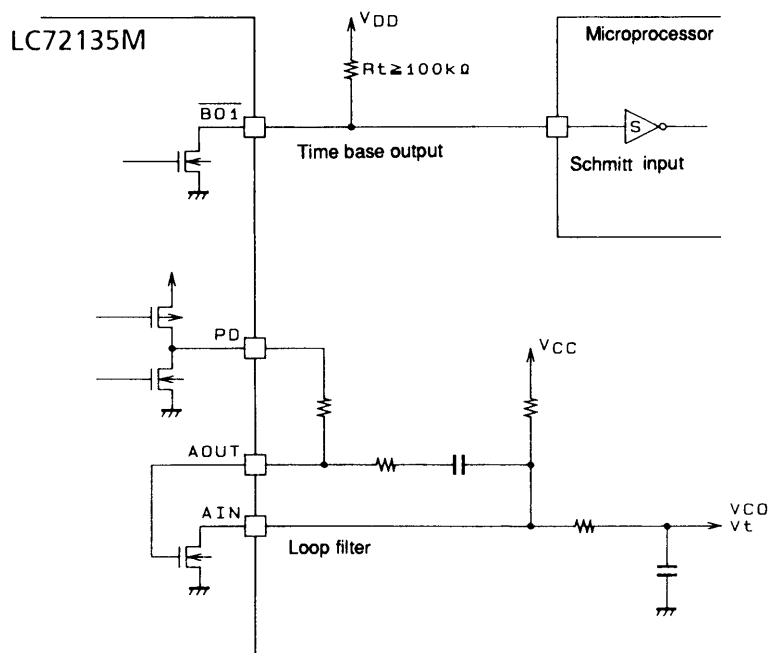 LC72135M
VDD
Rt≧100kΩ
Microprocessor
BO1
S
Time base output
Schmitt input
PD
VCC
AOUT
AIN
Loop filter
VCO
Vt